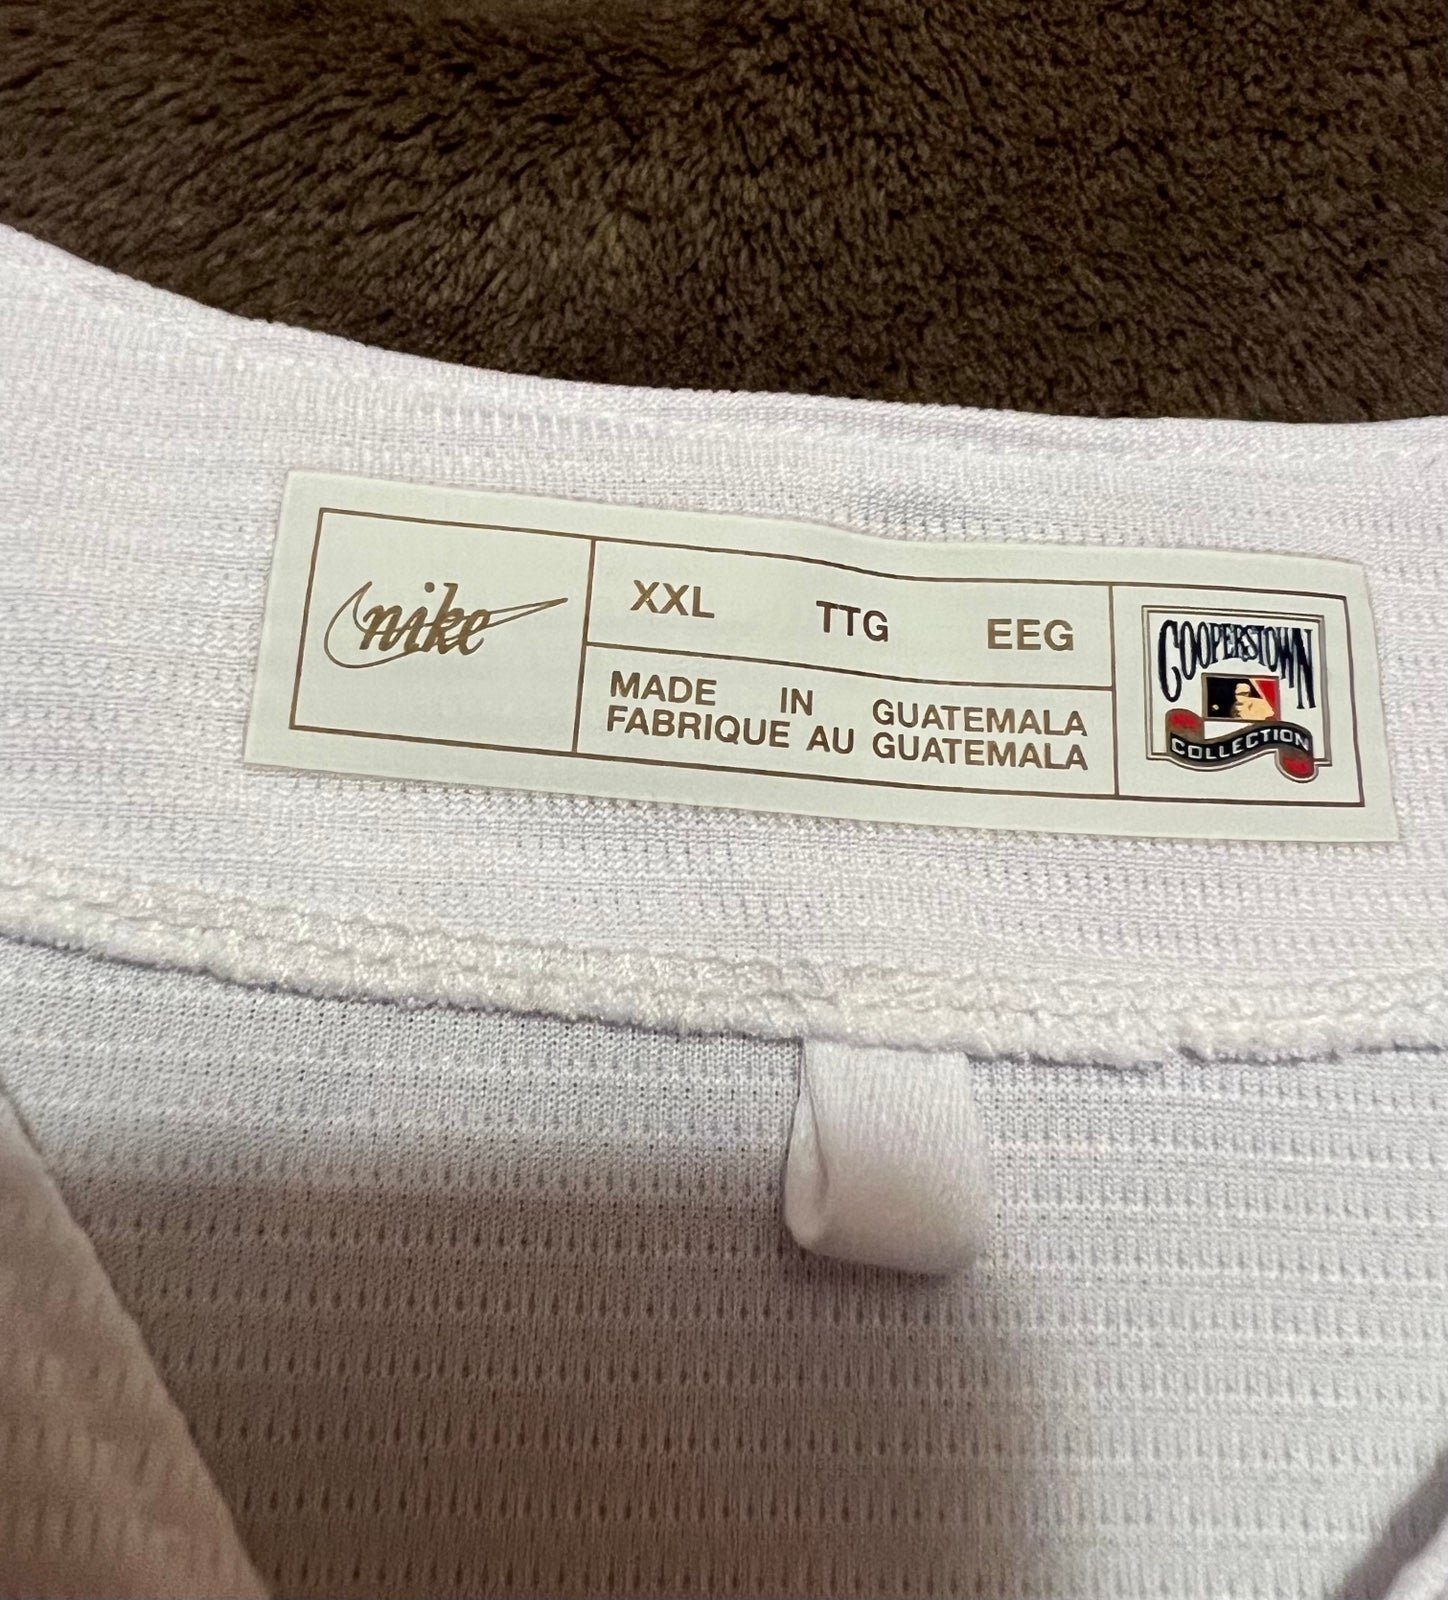 nike
XXL TTG EEG
MADE IN GUATEMALA
FABRIQUE AU GUATEMALA
COOPERSTOWN
COLLECTION